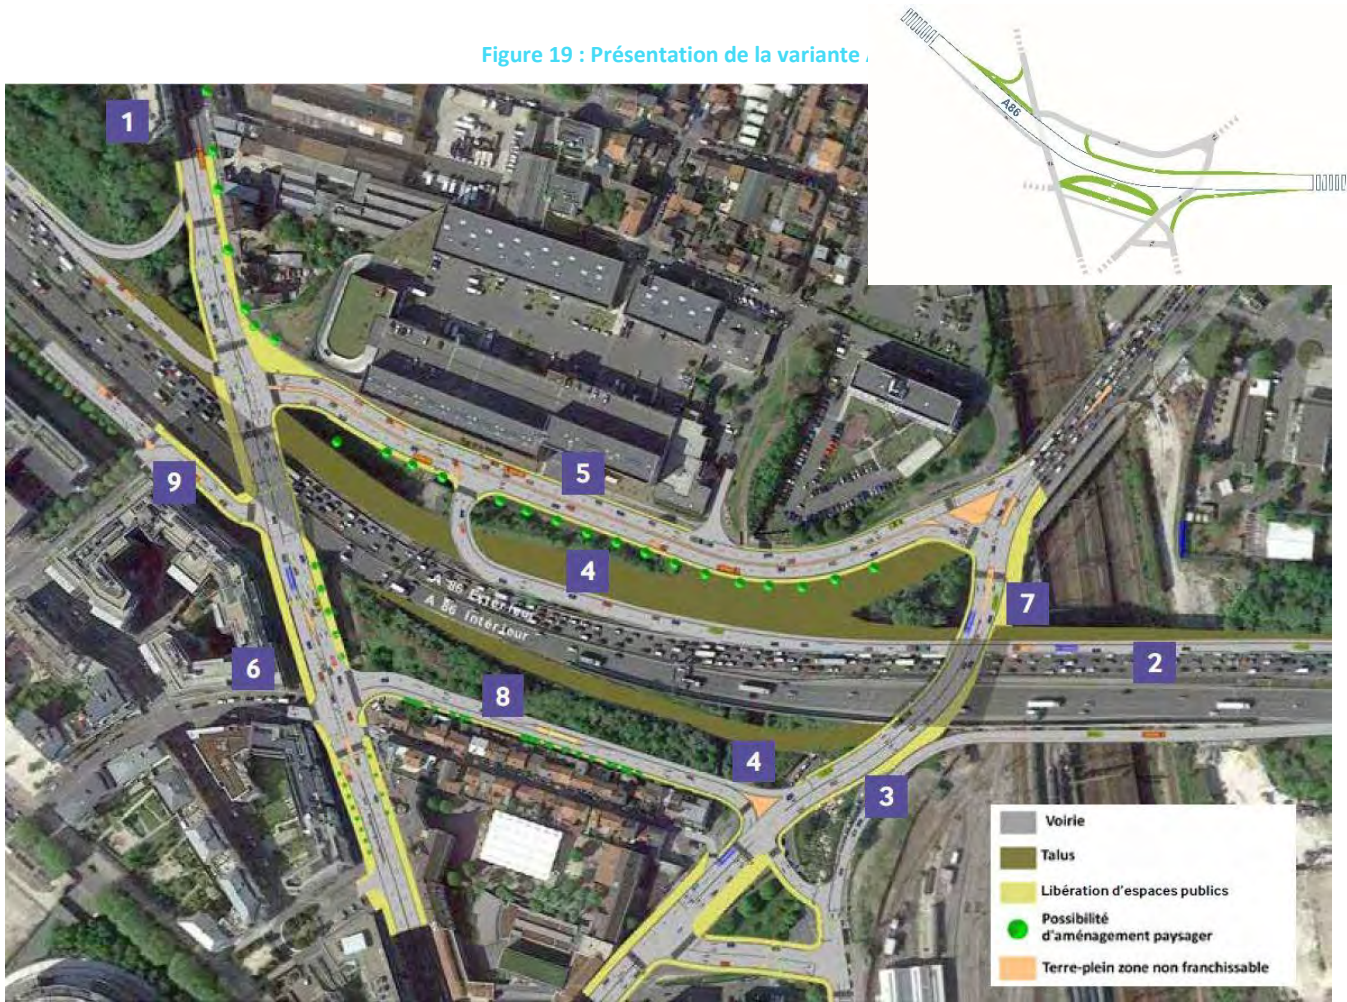 Figure 19 : Présentation de la variante
A86
1
9
5
4
A 86 Extérieur
A 86 Intérieur
7
2
6
8
4
3
Voirie
Talus
Libération d'espaces publics
Possibilité
d'aménagement paysager
Terre-plein zone non franchissable